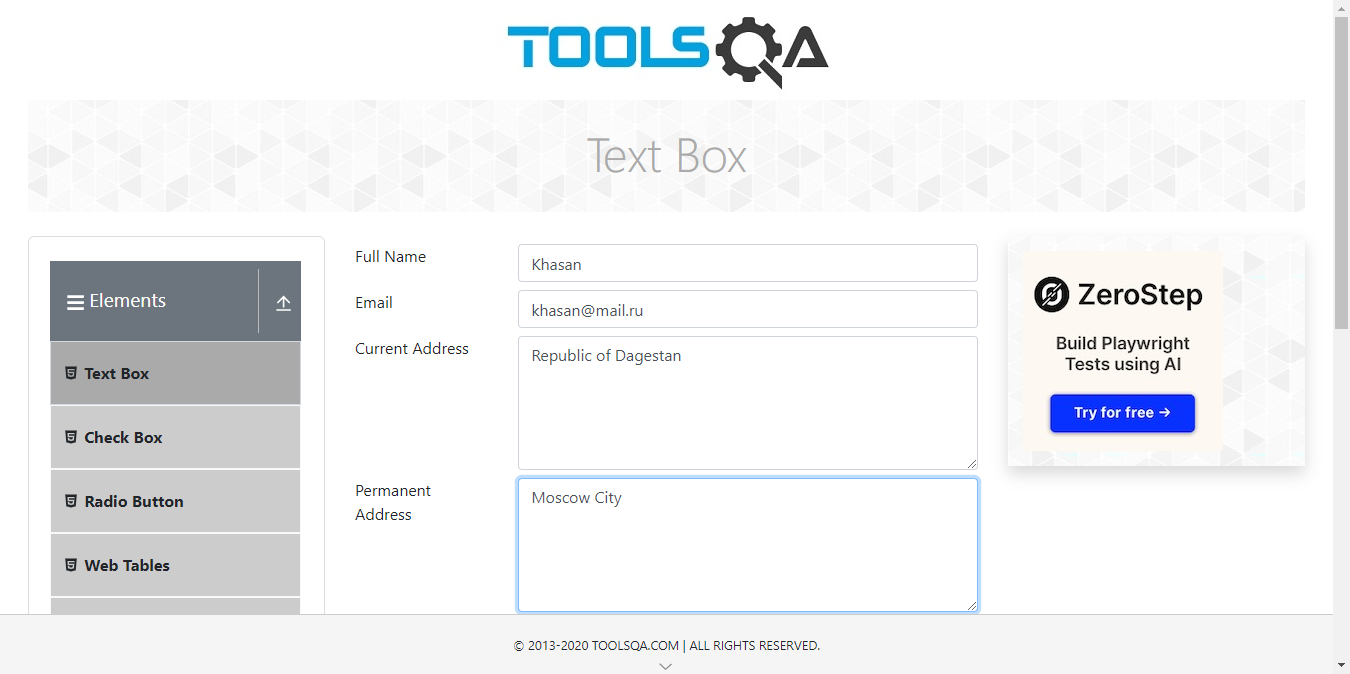 TOOLSQA
Text Box
Elements
Text Box
Check Box
Radio Button
Web Tables
Full Name
Khasan
Email
khasan@mail.ru
Current Address
Republic of Dagestan
Permanent
Address
Moscow City
ZeroStep
Build Playwright
Tests using AI
Try for free →
© 2013-2020 TOOLSQA.COM | ALL RIGHTS RESERVED.